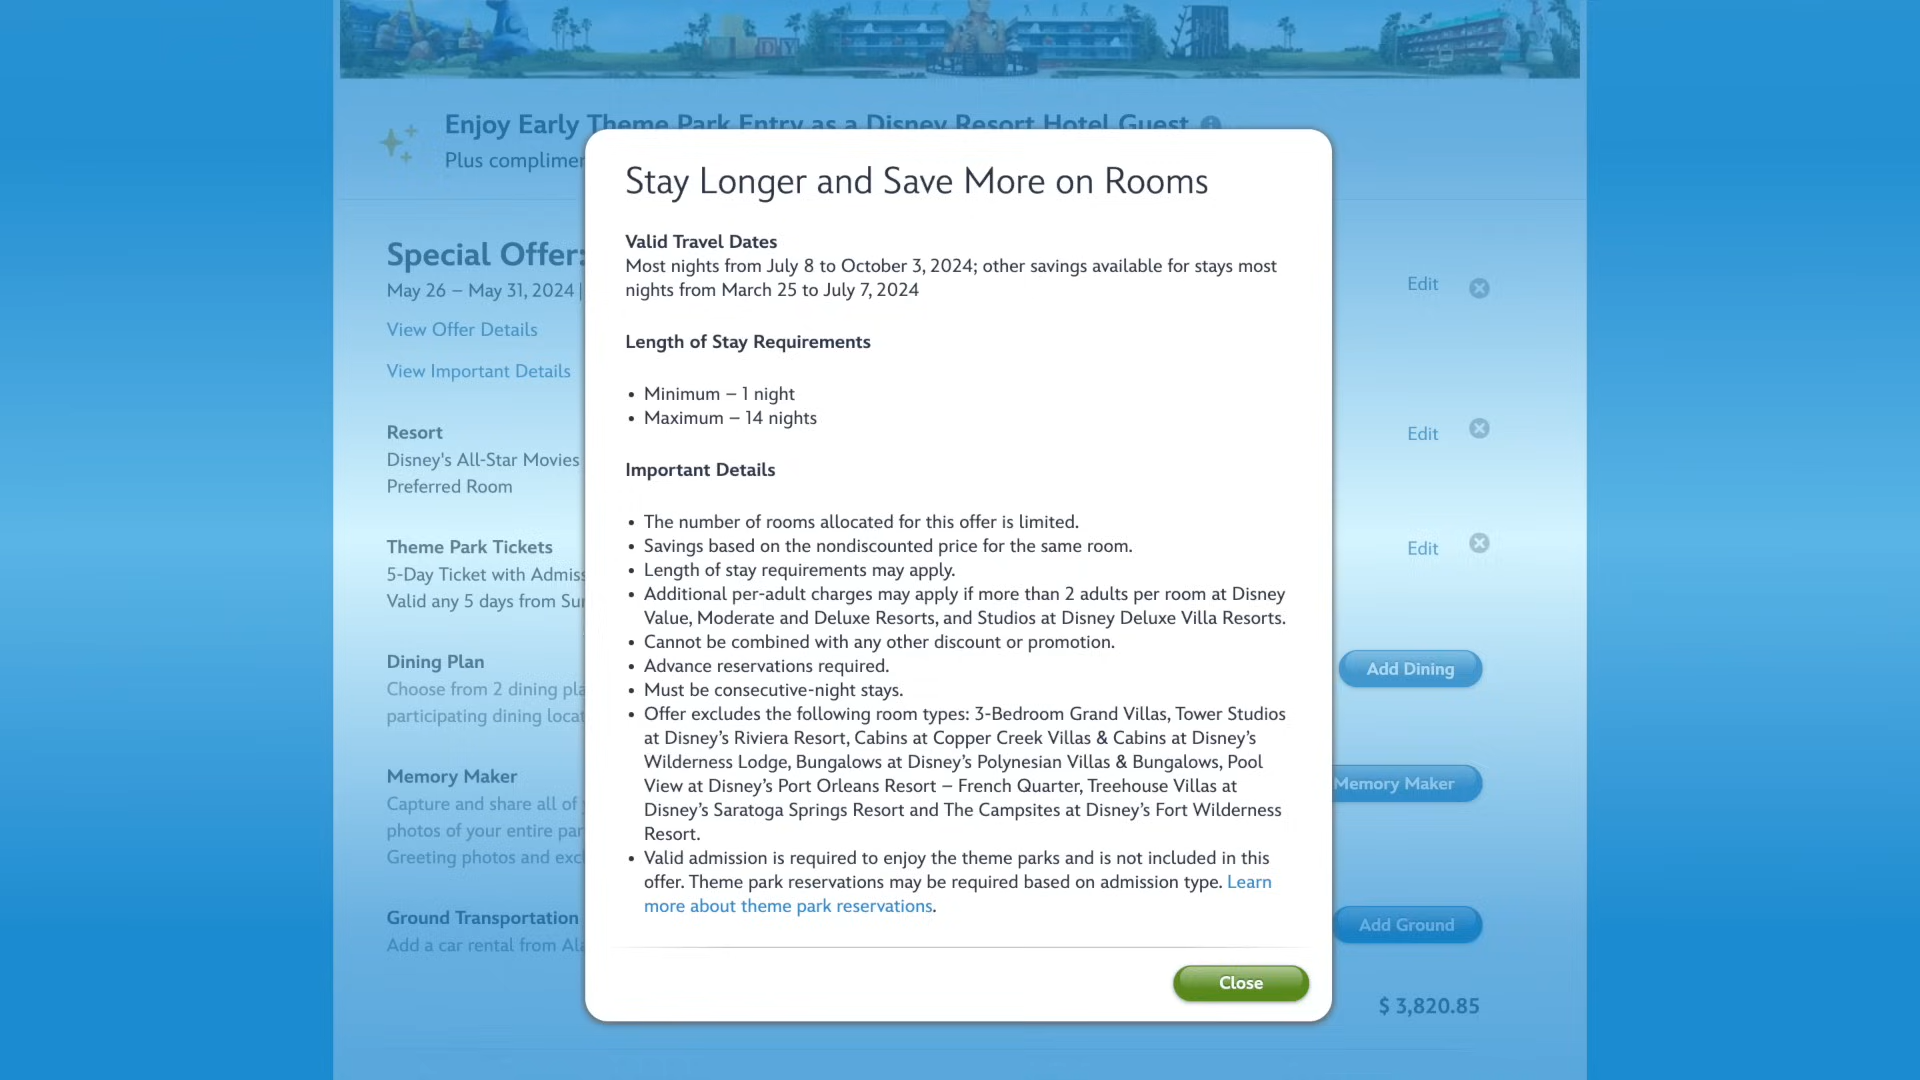 Enjoy Early Theme Park Entry as a Disney Resort Hotel Guest
Plus
Special Offer:
May 26 – May 31, 2024 |
View Offer Details
View Important Details
Edit
Resort
Disney's All-Star Movies
Preferred Room
Edit
Theme Park Tickets
5-Day Ticket with
Valid any 5 days from
Edit
Dining Plan
Choose from 2 dining
participating dining
Add Dining
Memory Maker
Capture and share all of
photos of your entire
Greeting photos and
Memory Maker
Ground Transportation
Add a car rental from
Add Ground
$ 3,820.85
Stay Longer and Save More on Rooms
Valid Travel Dates
Most nights from July 8 to October 3, 2024; other savings available for stays most
nights from March 25 to July 7, 2024
Length of Stay Requirements
• Minimum – 1 night
• Maximum – 14 nights
Important Details
• The number of rooms allocated for this offer is limited.
• Savings based on the nondiscounted price for the same room.
• Length of stay requirements may apply.
• Additional per-adult charges may apply if more than 2 adults per room at Disney
Value, Moderate and Deluxe Resorts, and Studios at Disney Deluxe Villa Resorts.
• Cannot be combined with any other discount or promotion.
• Advance reservations required.
• Must be consecutive-night stays.
• Offer excludes the following room types: 3-Bedroom Grand Villas, Tower Studios
at Disney’s Riviera Resort, Cabins at Copper Creek Villas & Cabins at Disney’s
Wilderness Lodge, Bungalows at Disney’s Polynesian Villas & Bungalows, Pool
View at Disney’s Port Orleans Resort – French Quarter, Treehouse Villas at
Disney’s Saratoga Springs Resort and The Campsites at Disney’s Fort Wilderness
Resort.
• Valid admission is required to enjoy the theme parks and is not included in this
offer. Theme park reservations may be required based on admission type. Learn
more about theme park reservations.
Close